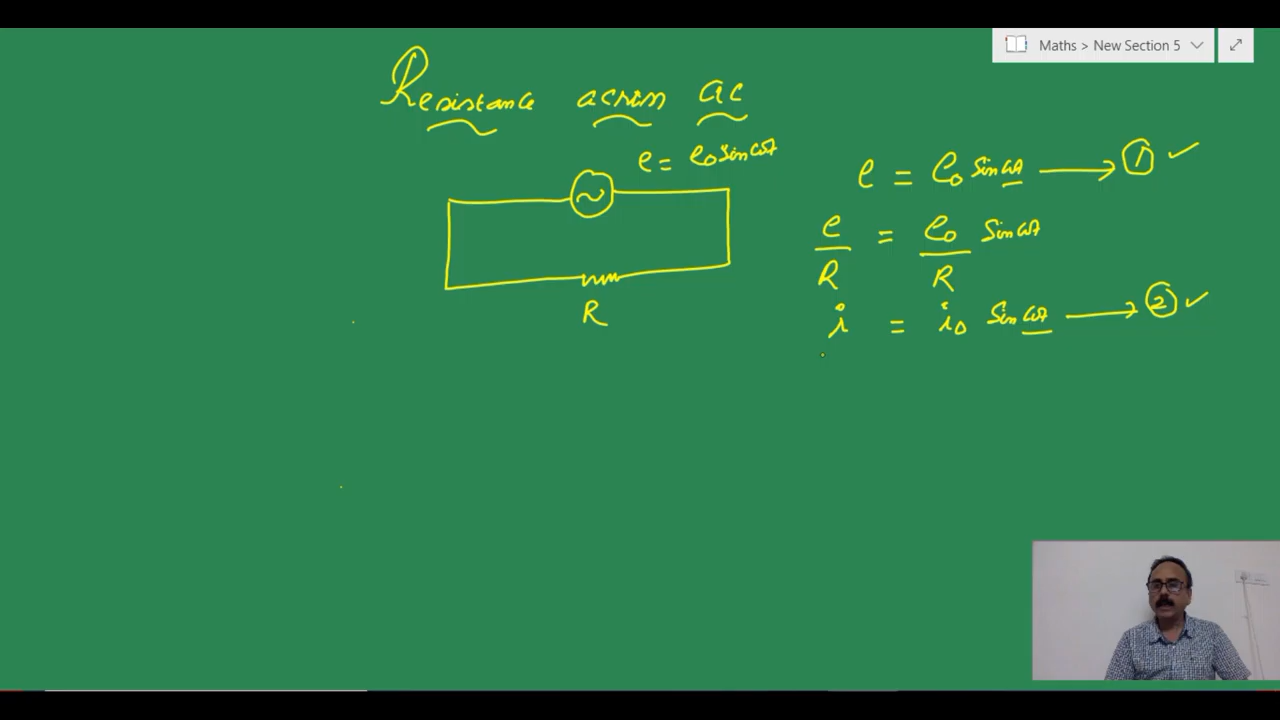 Maths > New Section 5
Resistance across ac
e = e₀ sin ωt
R
e = e₀ sin ωt → ① ✓
e/R = e₀/R sin ωt
i = i₀ sin ωt → ② ✓